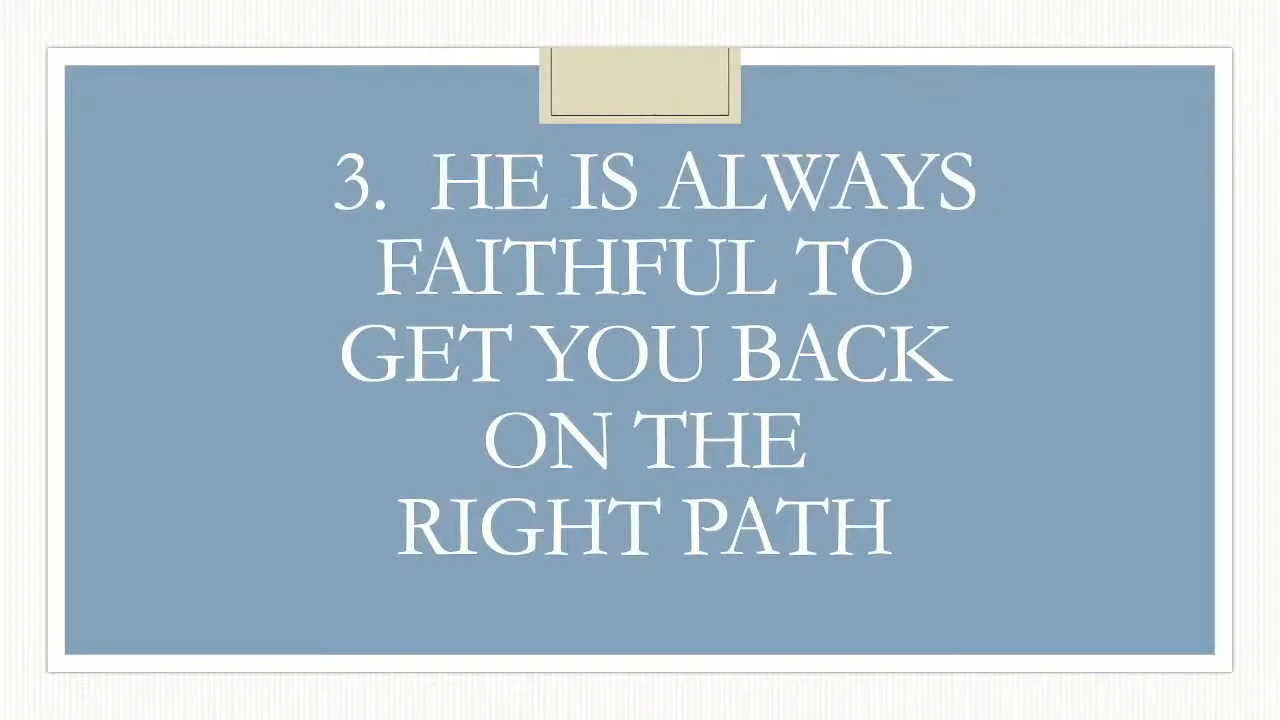 3.  HE IS ALWAYS
FAITHFUL TO
GET YOU BACK
ON THE
RIGHT PATH